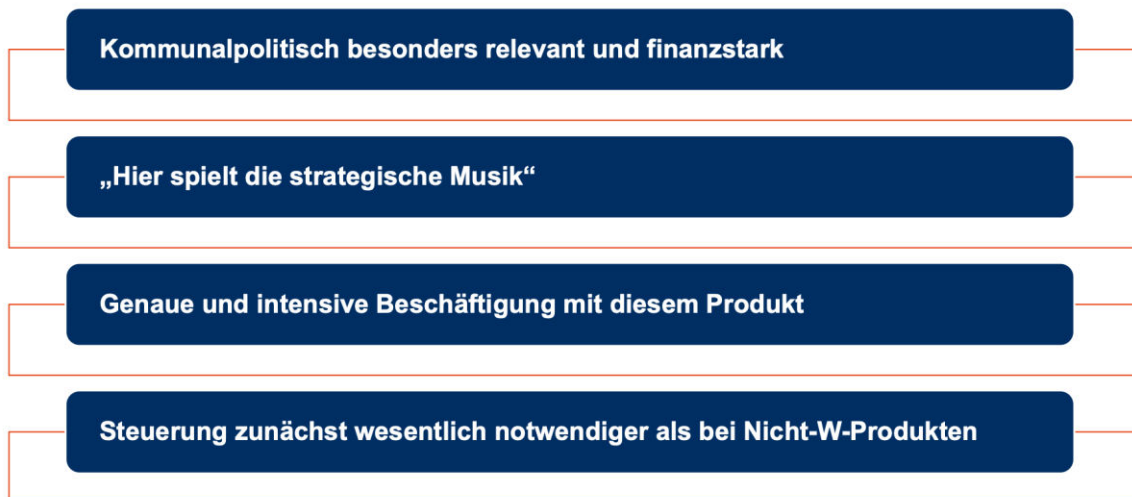 Kommunalpolitisch besonders relevant und finanzstark
„Hier spielt die strategische Musik“
Genaue und intensive Beschäftigung mit diesem Produkt
Steuerung zunächst wesentlich notwendiger als bei Nicht-W-Produkten